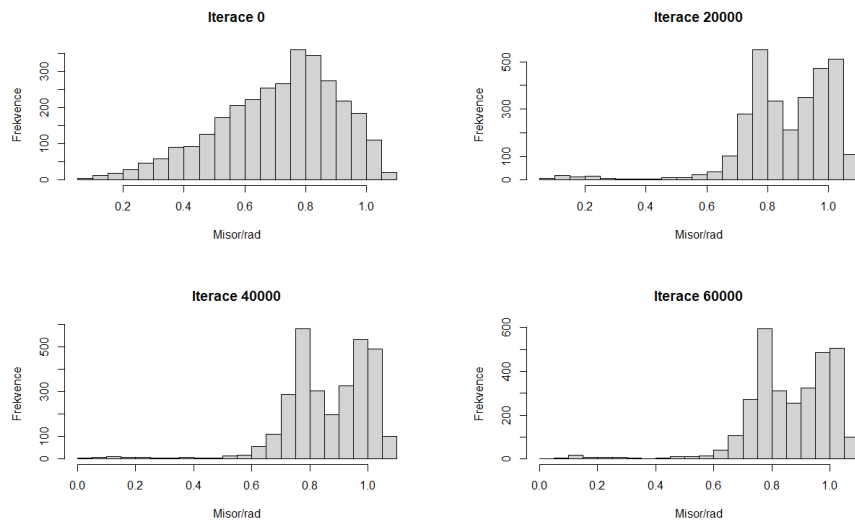 Iterace 0
Frekvence
0 100 200 300
0.2 0.4 0.6 0.8 1.0
Misor/rad
Iterace 20000
Frekvence
0 100 300 500
0.2 0.4 0.6 0.8 1.0
Misor/rad
Iterace 40000
Frekvence
0 100 300 500
0.0 0.2 0.4 0.6 0.8 1.0
Misor/rad
Iterace 60000
Frekvence
0 200 400 600
0.0 0.2 0.4 0.6 0.8 1.0
Misor/rad